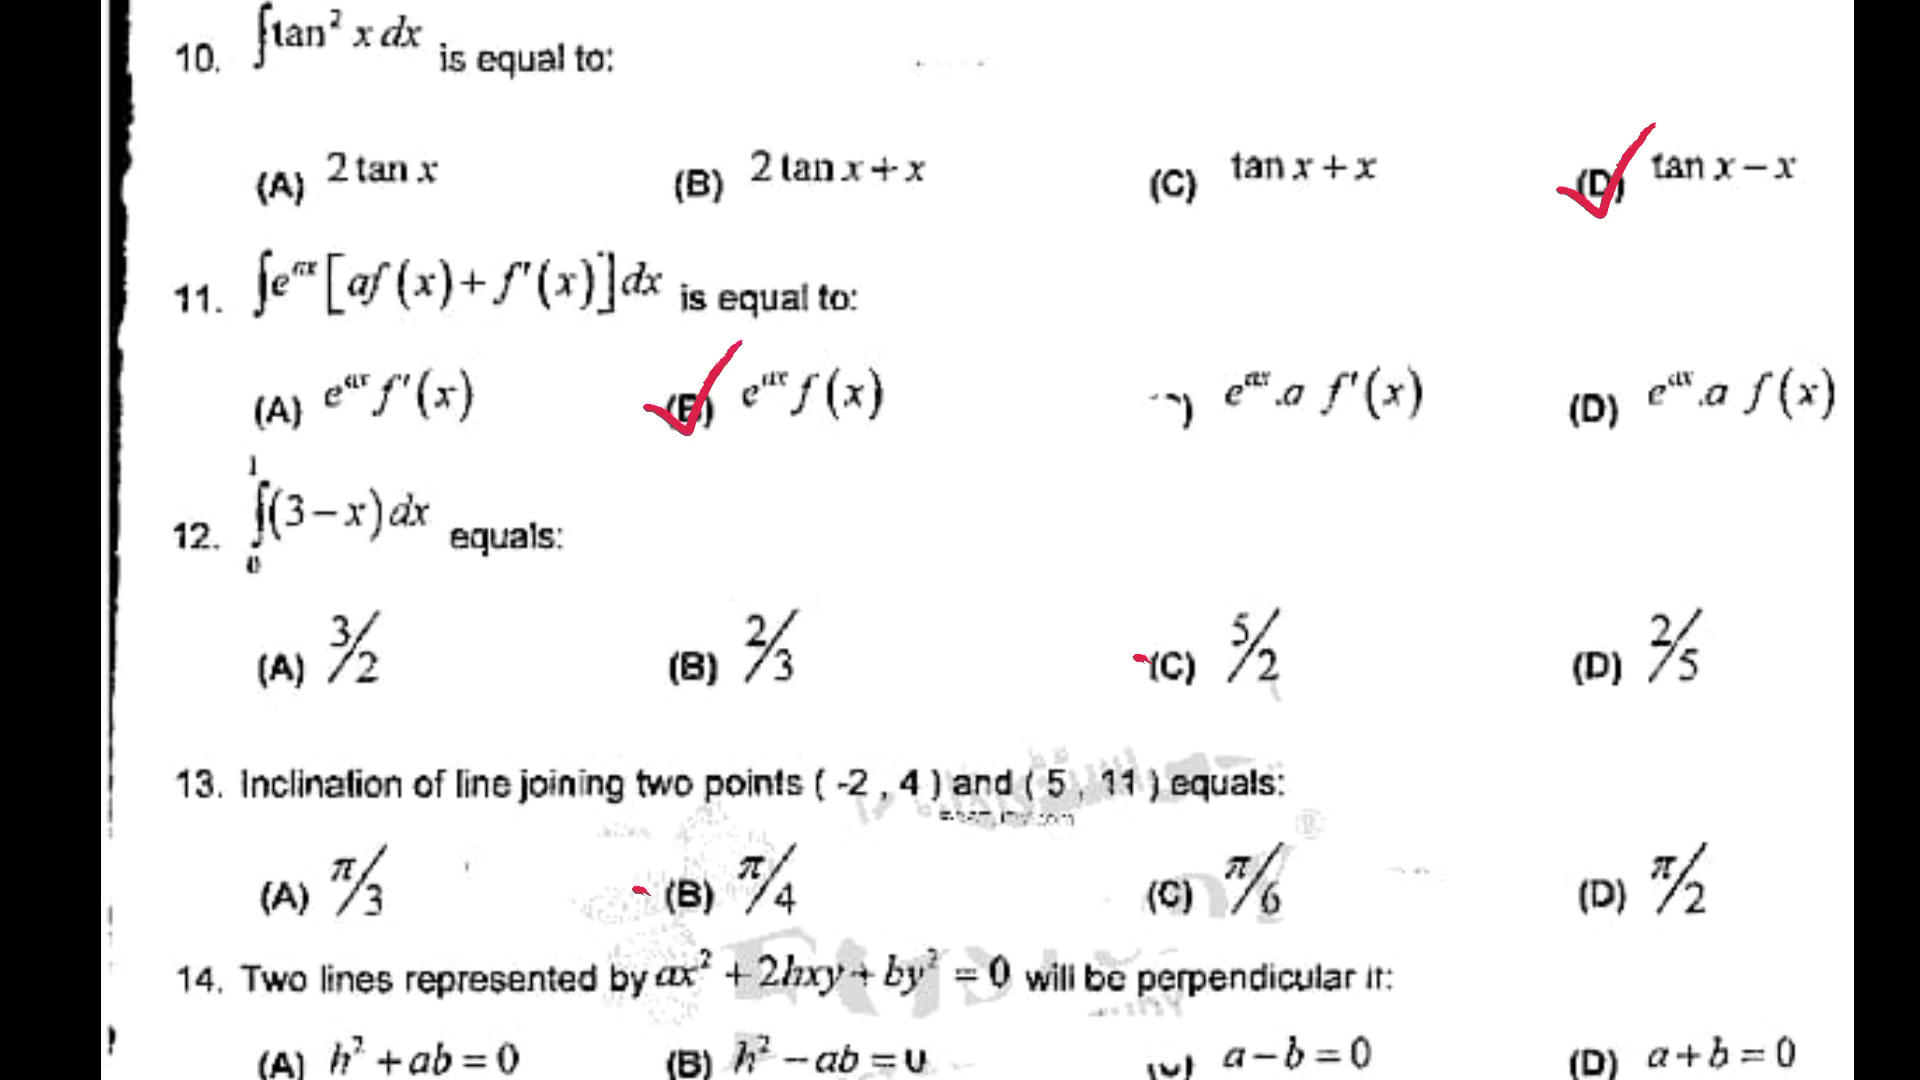 10. ∫tan² x dx is equal to:
(A) 2 tan x (B) 2 tan x + x (C) tan x + x (D) tan x − x
11. ∫e^{ax} [af(x) + f'(x)] dx is equal to:
(A) e^{ax} f'(x) (B) e^{ax} f(x) ) e^{ax}.a f'(x) (D) e^{ax}.a f(x)
12. ∫₀¹(3 − x) dx equals:
(A) 3/2 (B) 2/3 (C) 5/2 (D) 2/5
13. Inclination of line joining two points ( -2 , 4 ) and ( 5 , 11 ) equals:
(A) π/3 (B) π/4 (C) π/6 (D) π/2
14. Two lines represented by ax² + 2hxy + by² = 0 will be perpendicular if:
(A) h² + ab = 0 (B) h² − ab = 0 ) a − b = 0 (D) a + b = 0